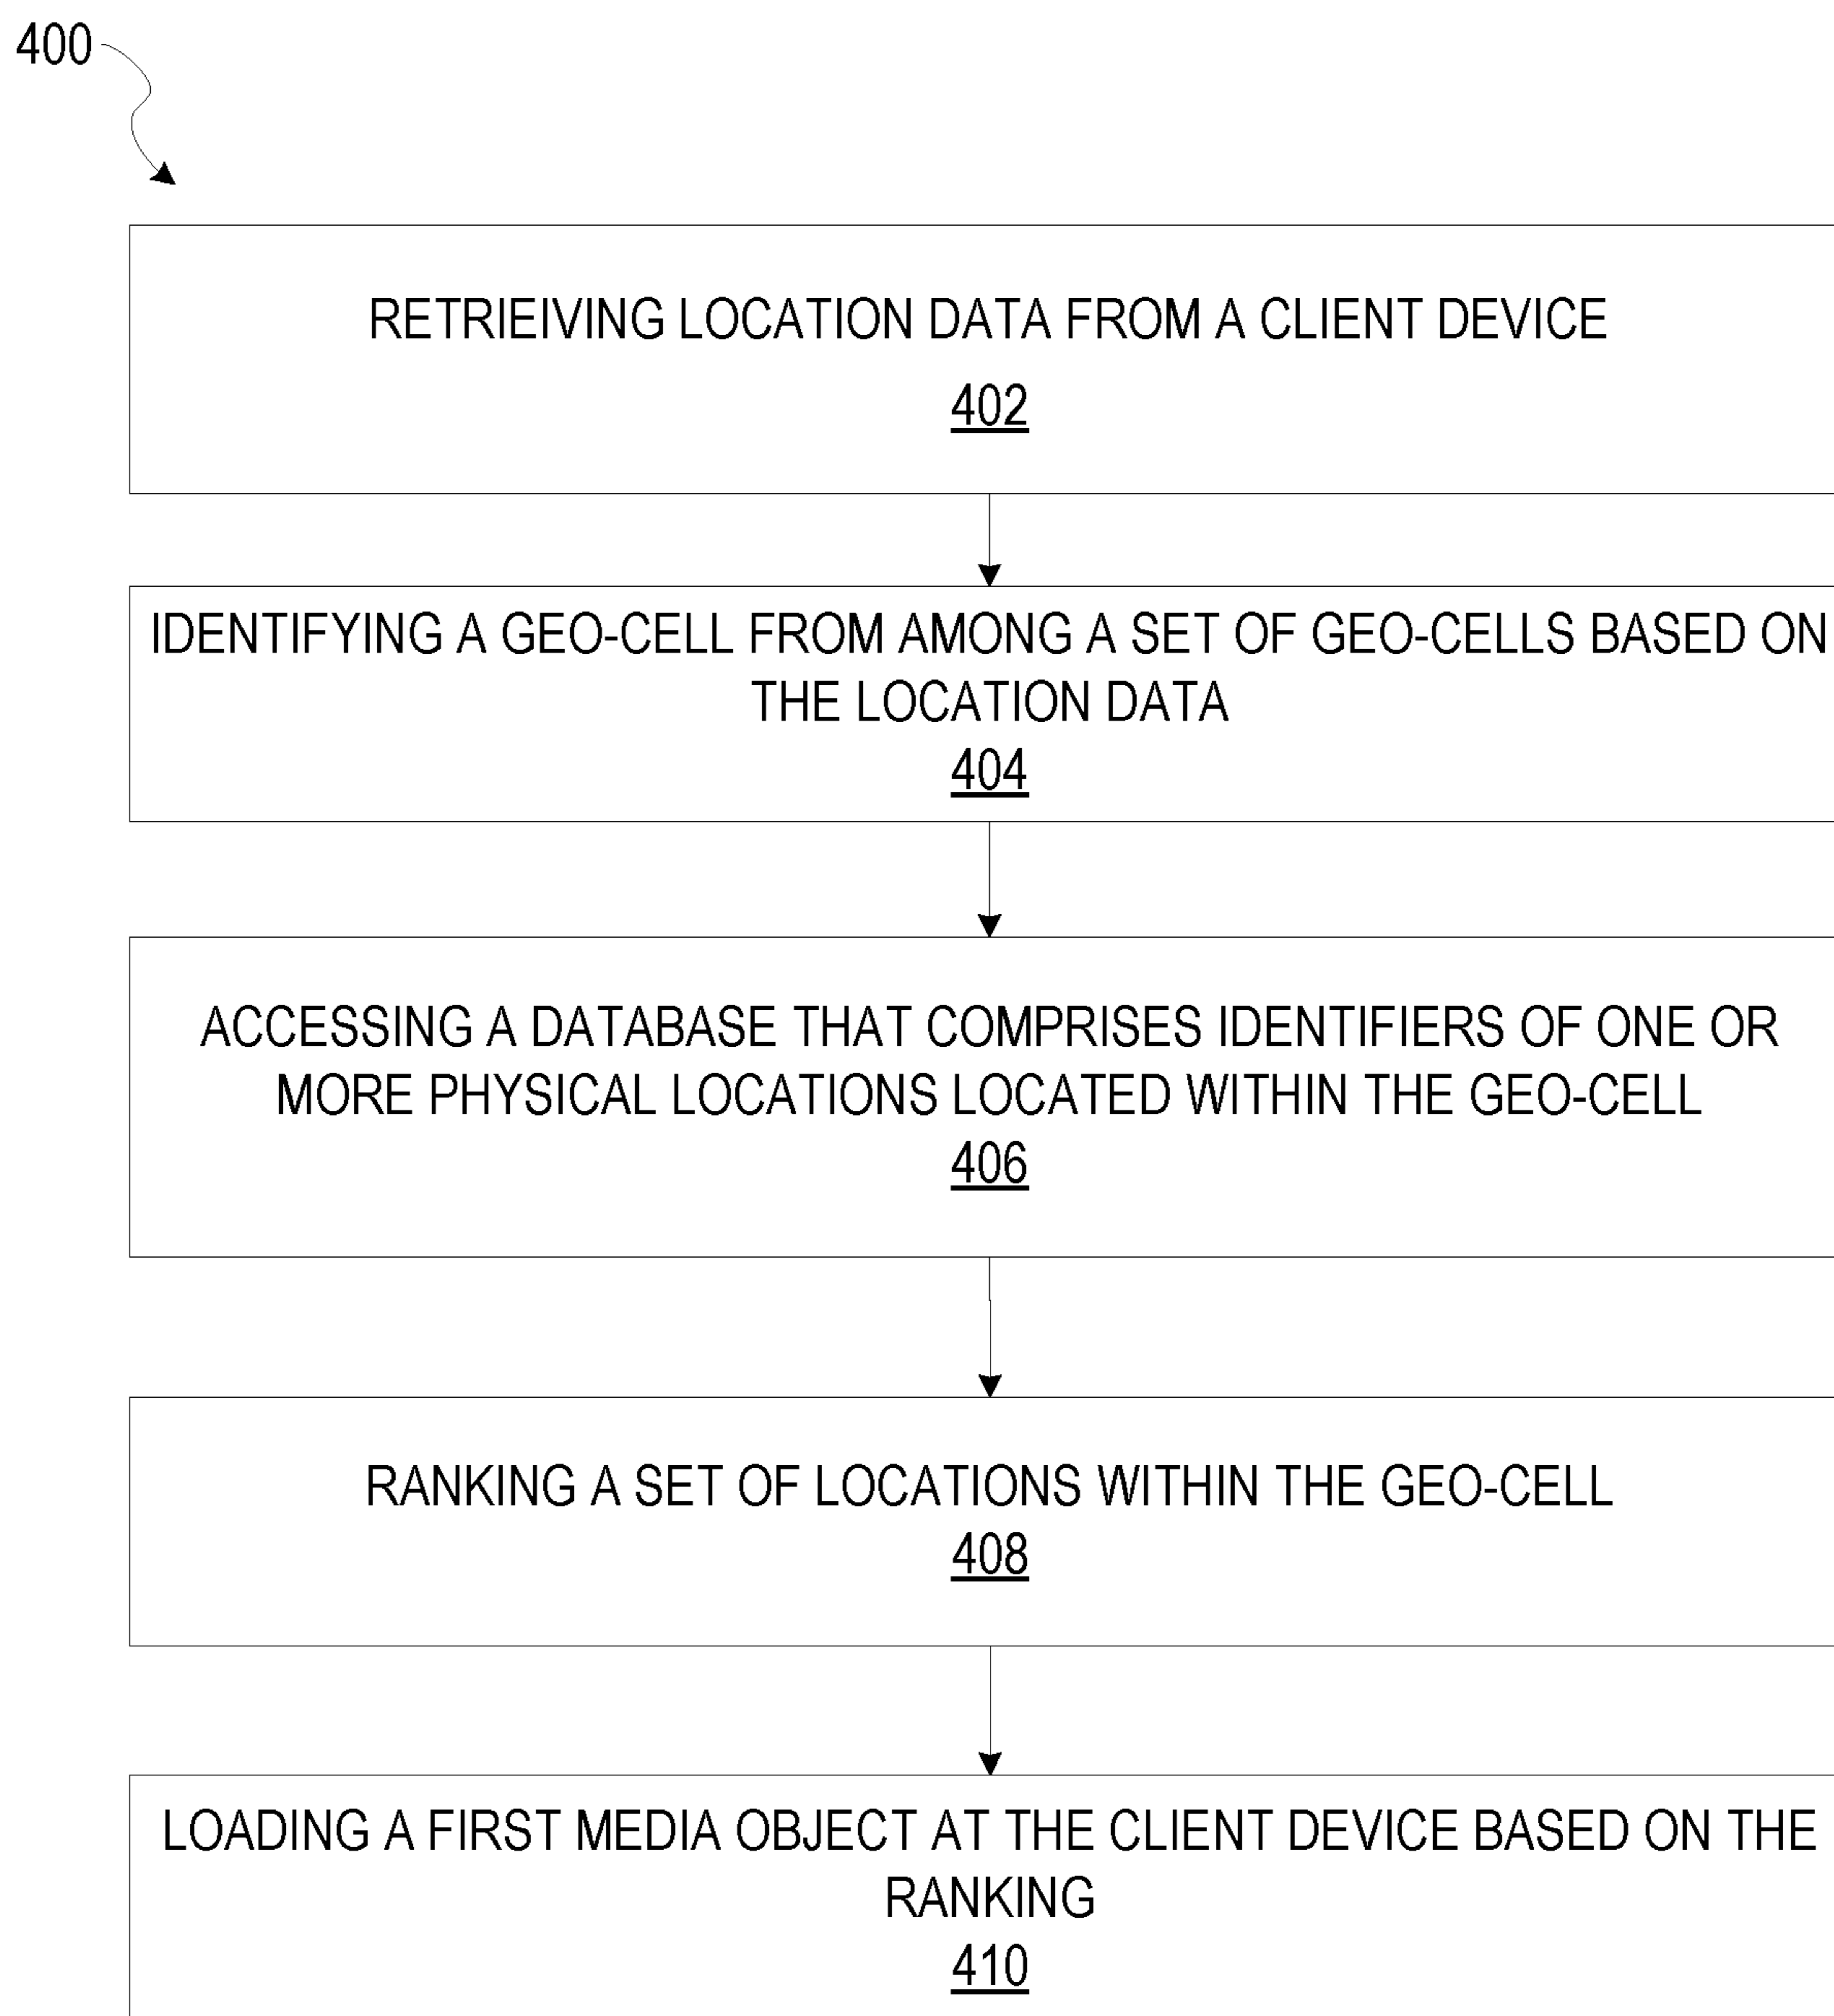 400
RETRIEIVING LOCATION DATA FROM A CLIENT DEVICE
402
IDENTIFYING A GEO-CELL FROM AMONG A SET OF GEO-CELLS BASED ON
THE LOCATION DATA
404
ACCESSING A DATABASE THAT COMPRISES IDENTIFIERS OF ONE OR
MORE PHYSICAL LOCATIONS LOCATED WITHIN THE GEO-CELL
406
RANKING A SET OF LOCATIONS WITHIN THE GEO-CELL
408
LOADING A FIRST MEDIA OBJECT AT THE CLIENT DEVICE BASED ON THE
RANKING
410